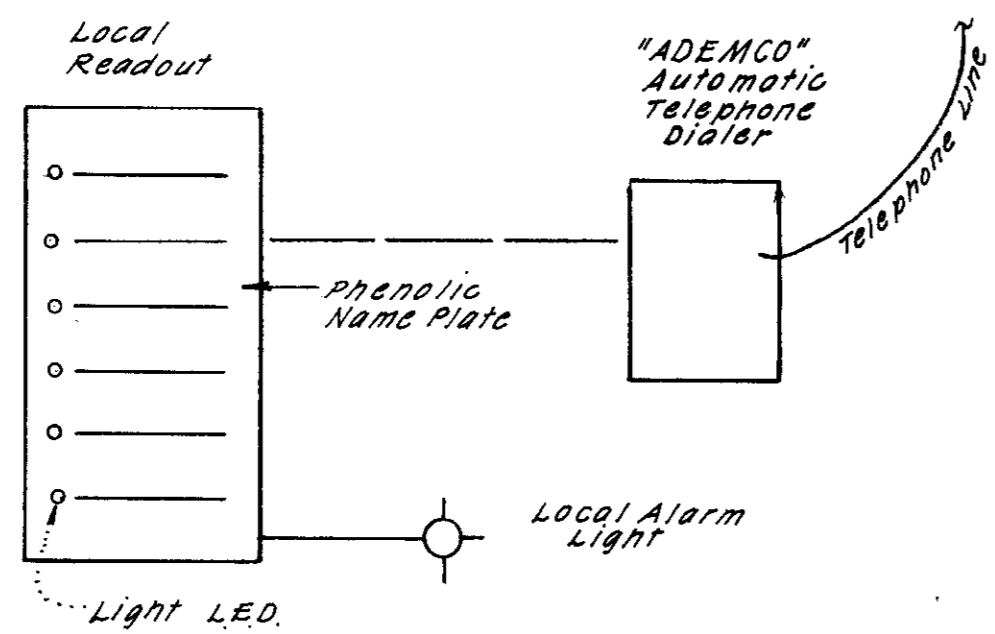 Local
Readout
"ADEMCO"
Automatic
Telephone
Dialer
Telephone Line
Phenolic
Name Plate
Local Alarm
Light
Light L.E.D.